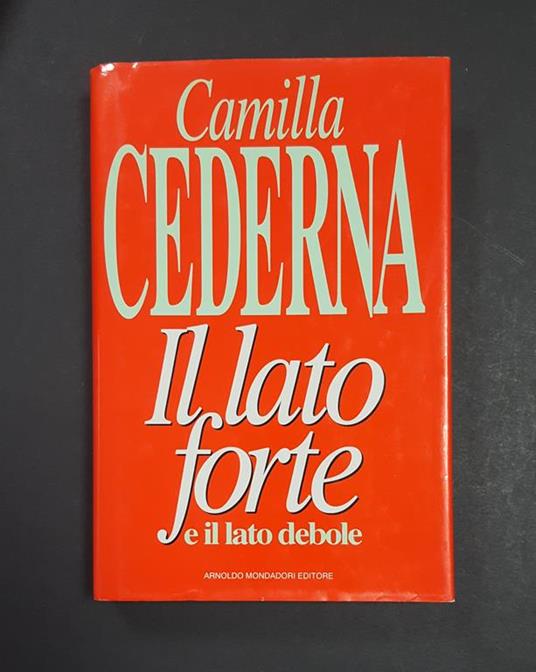 Camilla
CEDERNA
Il lato
forte
e il lato debole
ARNOLDO MONDADORI EDITORE